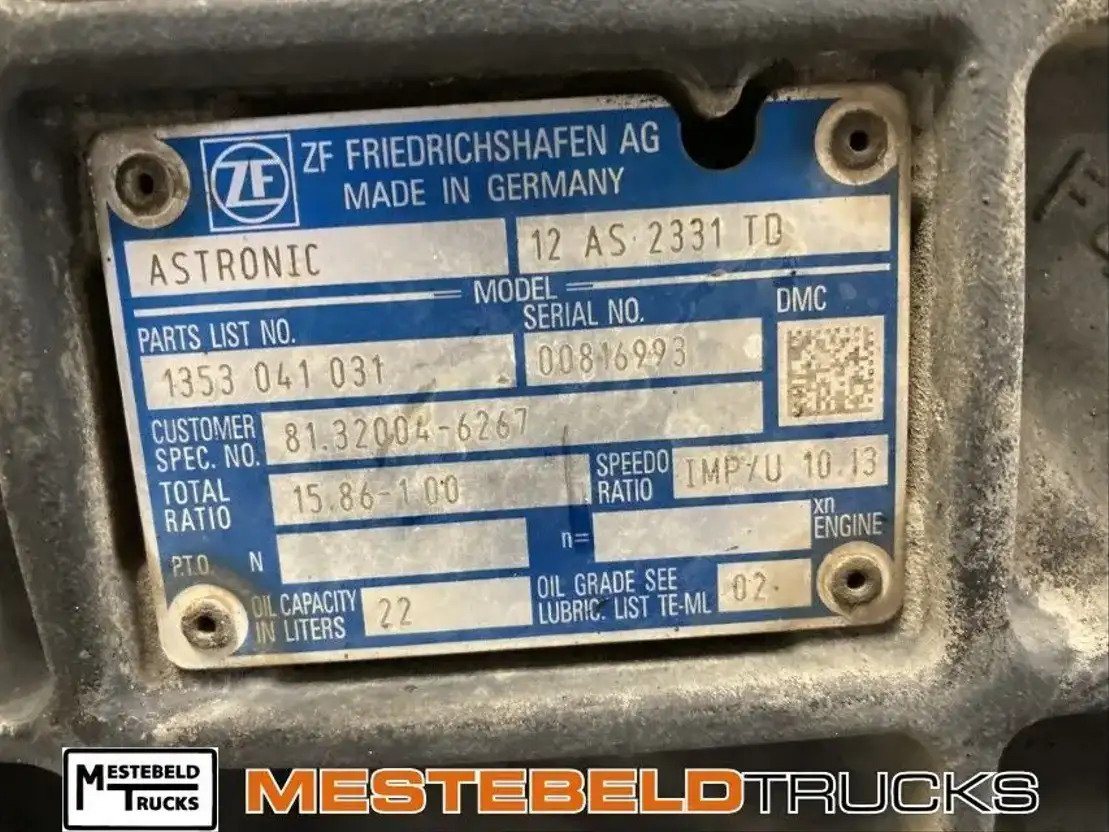 ZF
ZF FRIEDRICHSHAFEN AG
MADE IN GERMANY
ASTRONIC
12 AS 2331 TD
MODEL
PARTS LIST NO.
SERIAL NO.
DMC
1353 041 031
00816993
CUSTOMER
SPEC. NO.
81.32004-6267
TOTAL
RATIO
15.86-1.00
SPEEDO
RATIO
IMP/U 10.13
P.T.O.
N
n=
xn
ENGINE
OIL CAPACITY
IN LITERS
22
OIL GRADE SEE
LUBRIC. LIST TE-ML
02
MESTEBELD
TRUCKS
MESTEBELDTRUCKS